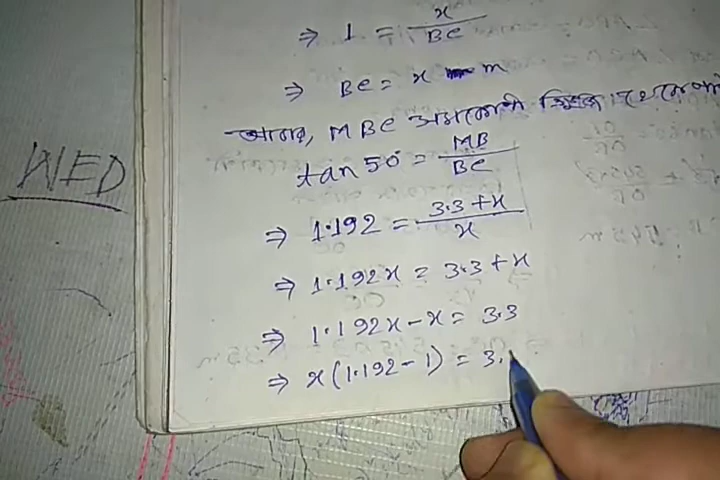 ⇒ 1 = x/BC
⇒ BC = x m
আবার, MBC সমকোণী ত্রিভুজ থেকে পাই
WED
tan 50° = MB/BC
⇒ 1.192 = 3.3+x/x
⇒ 1.192x = 3.3+x
⇒ 1.192x - x = 3.3
⇒ x(1.192 - 1) = 3.